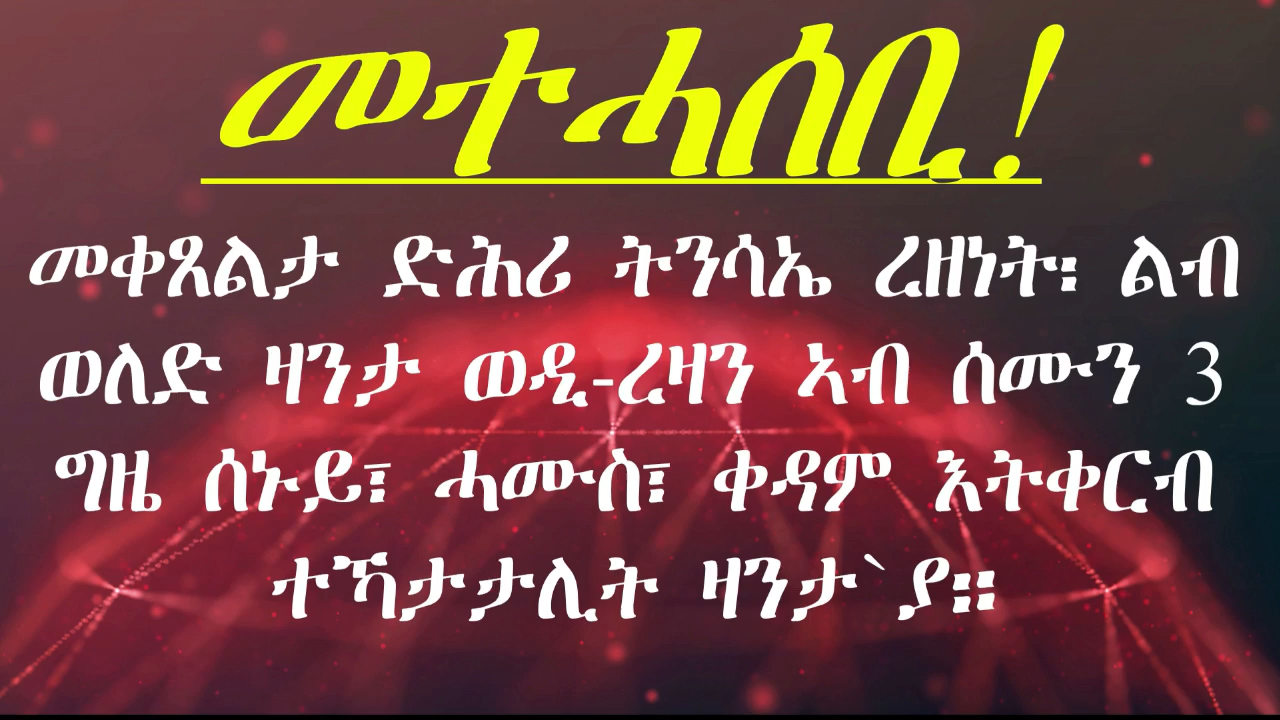 መተሓሰቢ!
መቀጸልታ ድሕሪ ትንሳኤ ረዘነት፡ ልብ
ወለድ ዛንታ ወዲ-ረዛን ኣብ ሰሙን 3
ግዜ ሰኑይ፣ ሓሙስ፣ ቀዳም እትቀርብ
ተኻታታሊት ዛንታ`ያ።